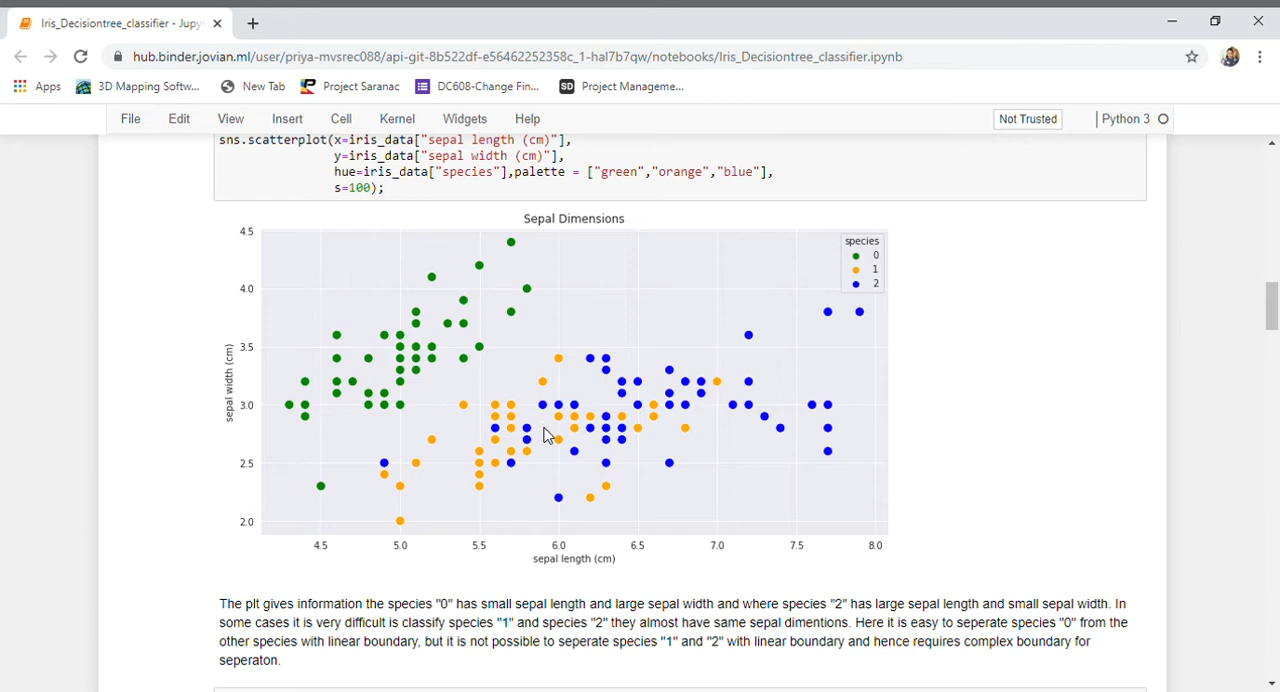 Iris_Decisiontree_classifier - Jupy
hub.binder.jovian.ml/user/priya-mvsrec088/api-git-8b522df-e56462252358c_1-hal7b7qw/notebooks/Iris_Decisiontree_classifier.ipynb
Apps 3D Mapping Softw... New Tab Project Saranac DC608-Change Fin... SD Project Manageme...
File Edit View Insert Cell Kernel Widgets Help Not Trusted Python 3
sns.scatterplot(x=iris_data["sepal length (cm)"],
y=iris_data["sepal width (cm)"],
hue=iris_data["species"],palette = ["green","orange","blue"],
s=100);
Sepal Dimensions
4.5
4.0
3.5
3.0
2.5
2.0
sepal width (cm)
species
0
1
2
4.5 5.0 5.5 6.0 6.5 7.0 7.5 8.0
sepal length (cm)
The plt gives information the species "0" has small sepal length and large sepal width and where species "2" has large sepal length and small sepal width. In
some cases it is very difficult is classify species "1" and species "2" they almost have same sepal dimentions. Here it is easy to seperate species "0" from the
other species with linear boundary, but it is not possible to seperate species "1" and "2" with linear boundary and hence requires complex boundary for
seperaton.